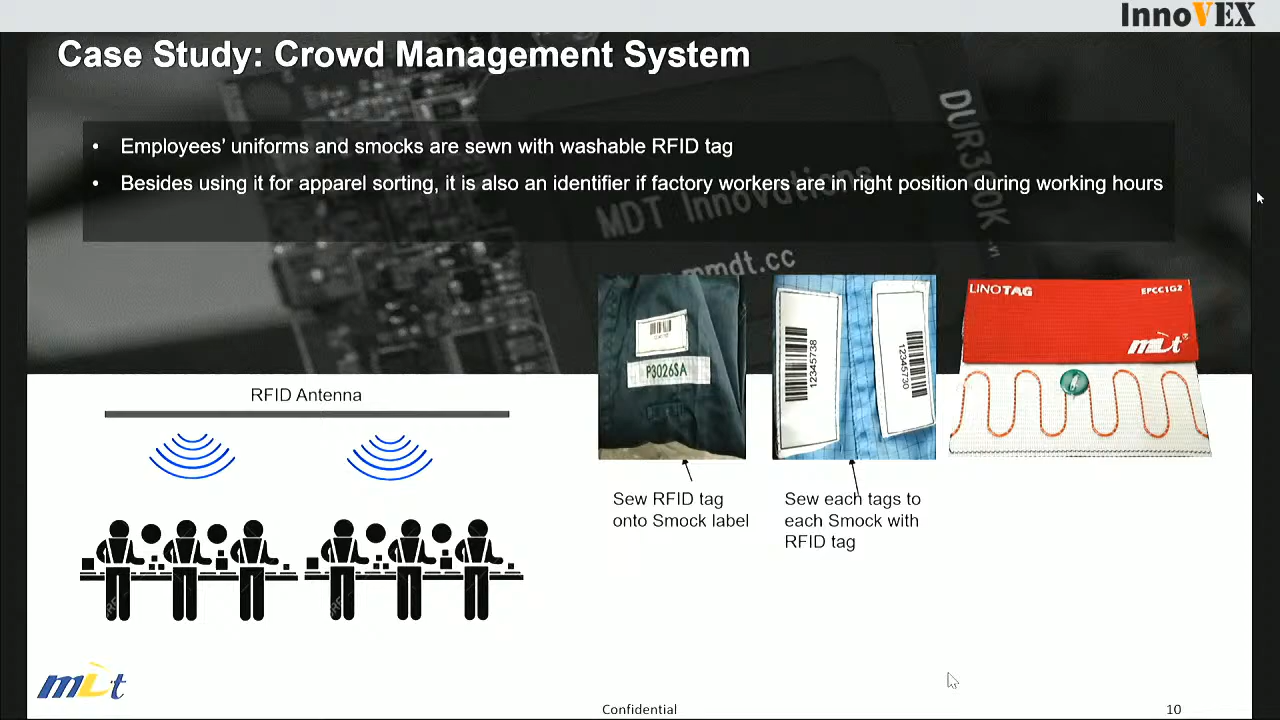 InnoVEX
Case Study: Crowd Management System
• Employees’ uniforms and smocks are sewn with washable RFID tag
• Besides using it for apparel sorting, it is also an identifier if factory workers are in right position during working hours
DUR3‌
MDT Innovations
mmdt.cc
RFID Antenna
P3026SA
12345738
12345730
LINOTAG
EPCC1G2
mdt®
Sew RFID tag
onto Smock label
Sew each tags to
each Smock with
RFID tag
mdt
Confidential
10